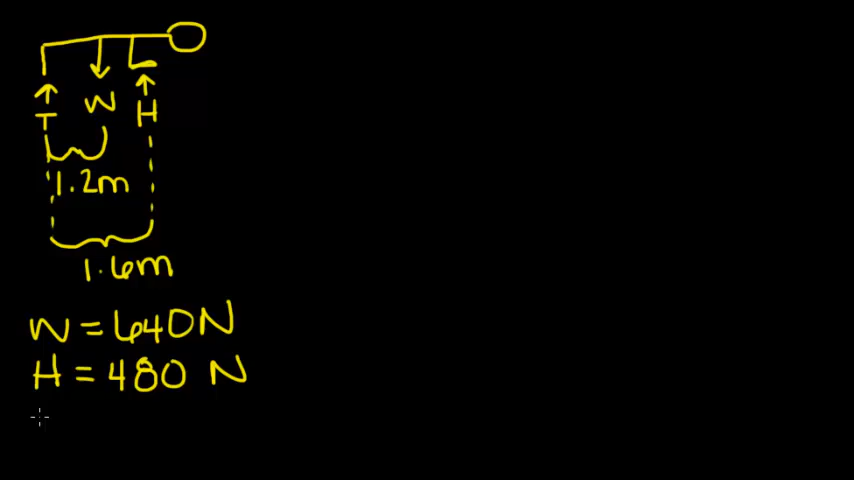 T W H
1.2m
1.6m
W = 640N
H = 480 N